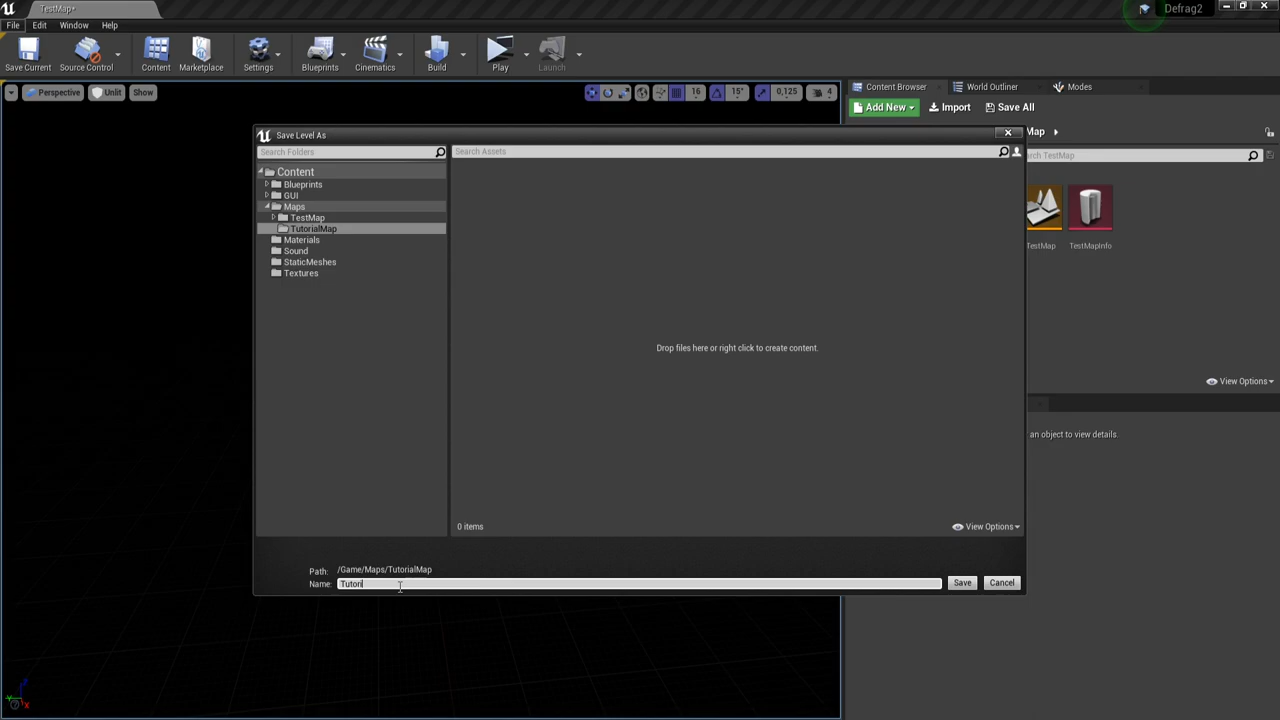 TestMap*
Defrag2
File Edit Window Help
Save Current Source Control Content Marketplace Settings Blueprints Cinematics Build Play Launch
Perspective Unlit Show 16 15° 0,125 4
Content Browser World Outliner Modes
Add New Import Save All
Save Level As
Map
Search Folders
Search Assets
rch TestMap
Content
Blueprints
GUI
Maps
TestMap
TutorialMap
Materials
Sound
StaticMeshes
Textures
TestMap TestMapInfo
Drop files here or right click to create content.
View Options
an object to view details.
0 items
View Options
Path: /Game/Maps/TutorialMap
Name: Tutori
Save Cancel